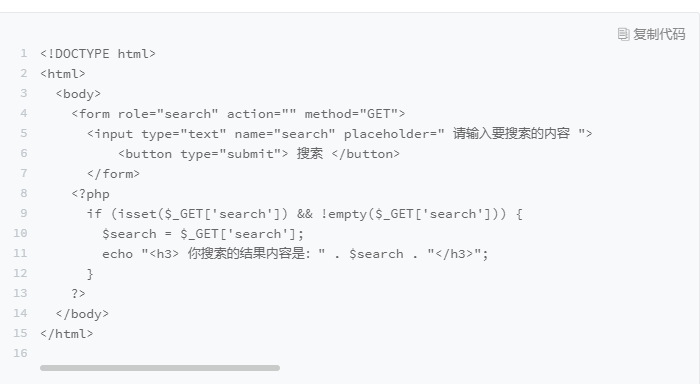 复制代码
1 <!DOCTYPE html>
2 <html>
3   <body>
4     <form role="search" action="" method="GET">
5       <input type="text" name="search" placeholder=" 请输入要搜索的内容 ">
6           <button type="submit"> 搜索 </button>
7       </form>
8     <?php
9       if (isset($_GET['search']) && !empty($_GET['search'])) {
10         $search = $_GET['search'];
11         echo "<h3> 你搜索的结果内容是: " . $search . "</h3>";
12       }
13     ?>
14   </body>
15 </html>
16